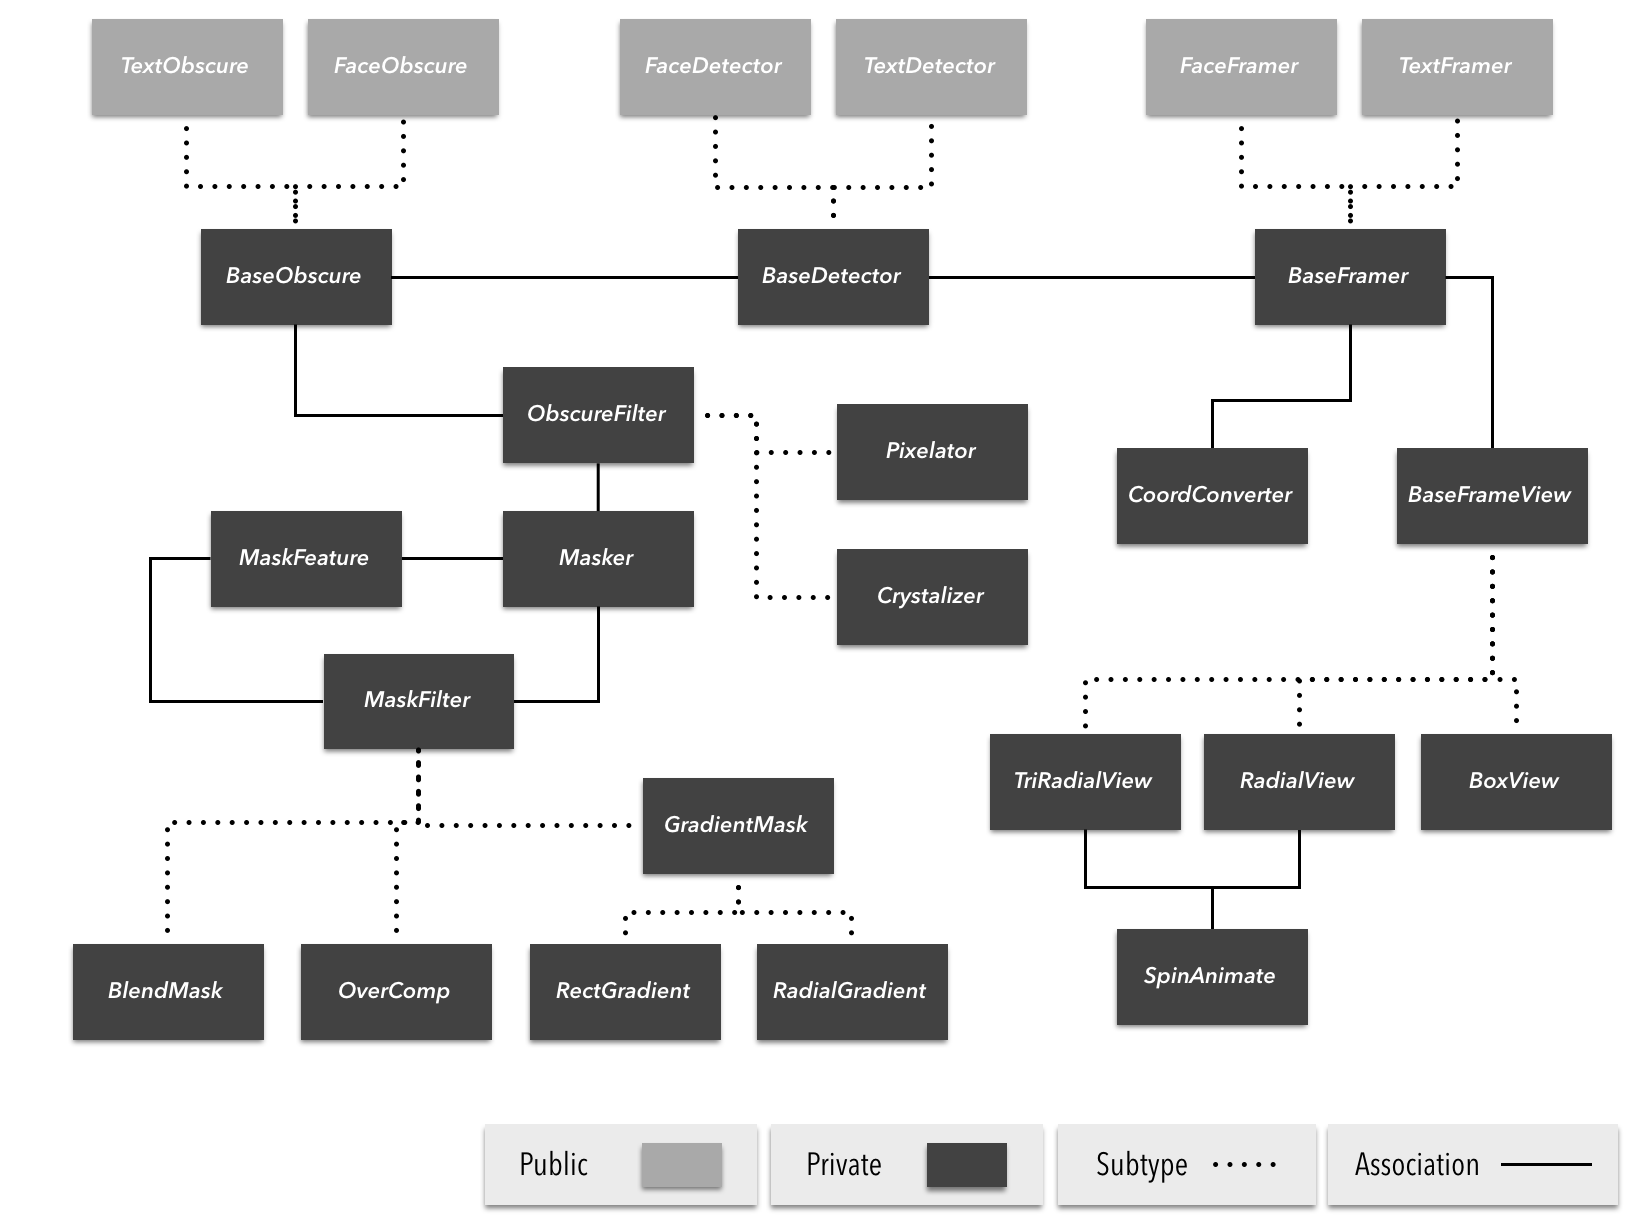 TextObscure
FaceObscure
FaceDetector
TextDetector
FaceFramer
TextFramer
BaseObscure
BaseDetector
BaseFramer
ObscureFilter
Pixelator
CoordConverter
BaseFrameView
MaskFeature
Masker
Crystalizer
MaskFilter
TriRadialView
RadialView
BoxView
GradientMask
BlendMask
OverComp
RectGradient
RadialGradient
SpinAnimate
Public
Private
Subtype
Association